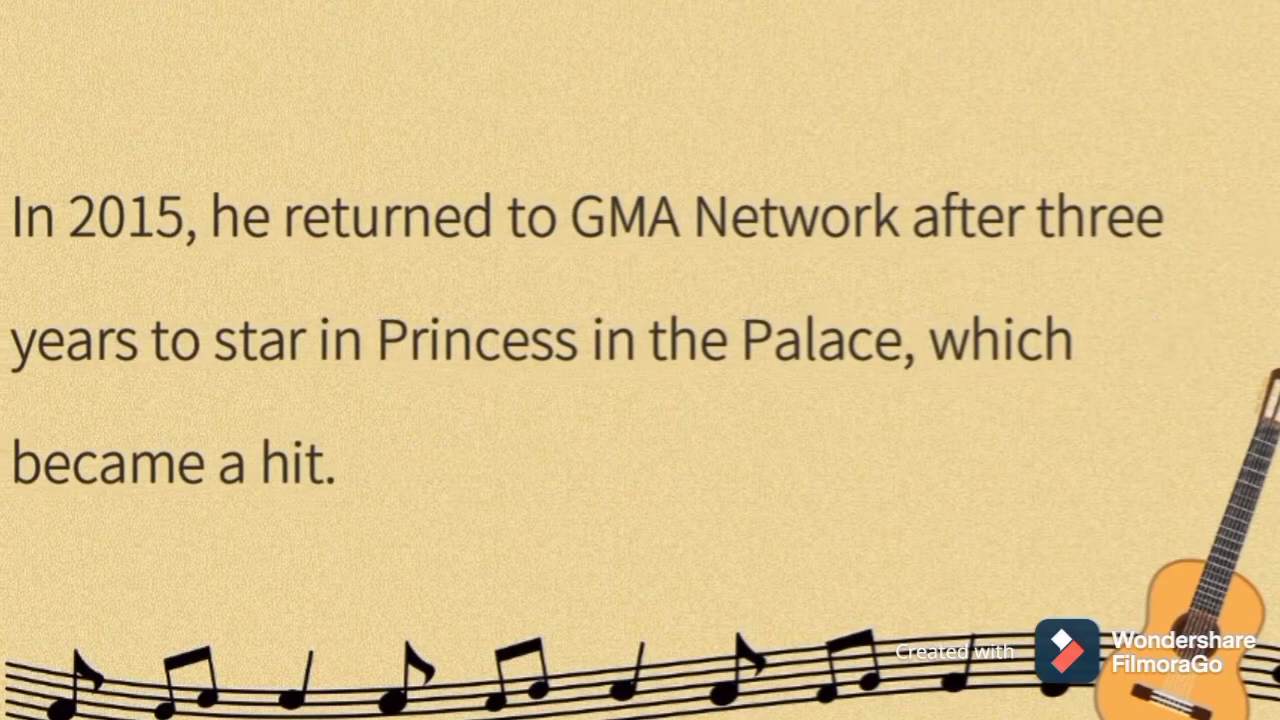 In 2015, he returned to GMA Network after three
years to star in Princess in the Palace, which
became a hit.
Created with
Wondershare
FilmoraGo